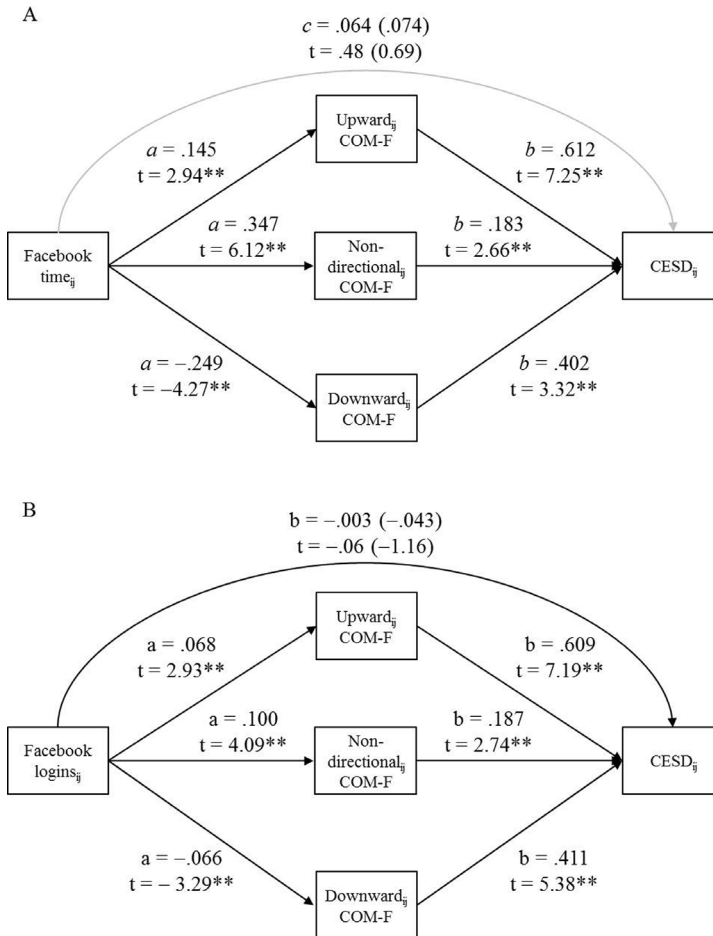 A
c = .064 (.074)
t = .48 (0.69)
Upwardij
COM-F
a = .145
t = 2.94**
b = .612
t = 7.25**
a = .347
t = 6.12**
b = .183
t = 2.66**
Facebook
timeij
Non-
directionalij
COM-F
CESDij
a = −.249
t = −4.27**
b = .402
t = 3.32**
Downwardij
COM-F
B
b = −.003 (−.043)
t = −.06 (−1.16)
Upwardij
COM-F
a = .068
t = 2.93**
b = .609
t = 7.19**
a = .100
t = 4.09**
b = .187
t = 2.74**
Facebook
loginsij
Non-
directionalij
COM-F
CESDij
a = −.066
t = − 3.29**
b = .411
t = 5.38**
Downwardij
COM-F